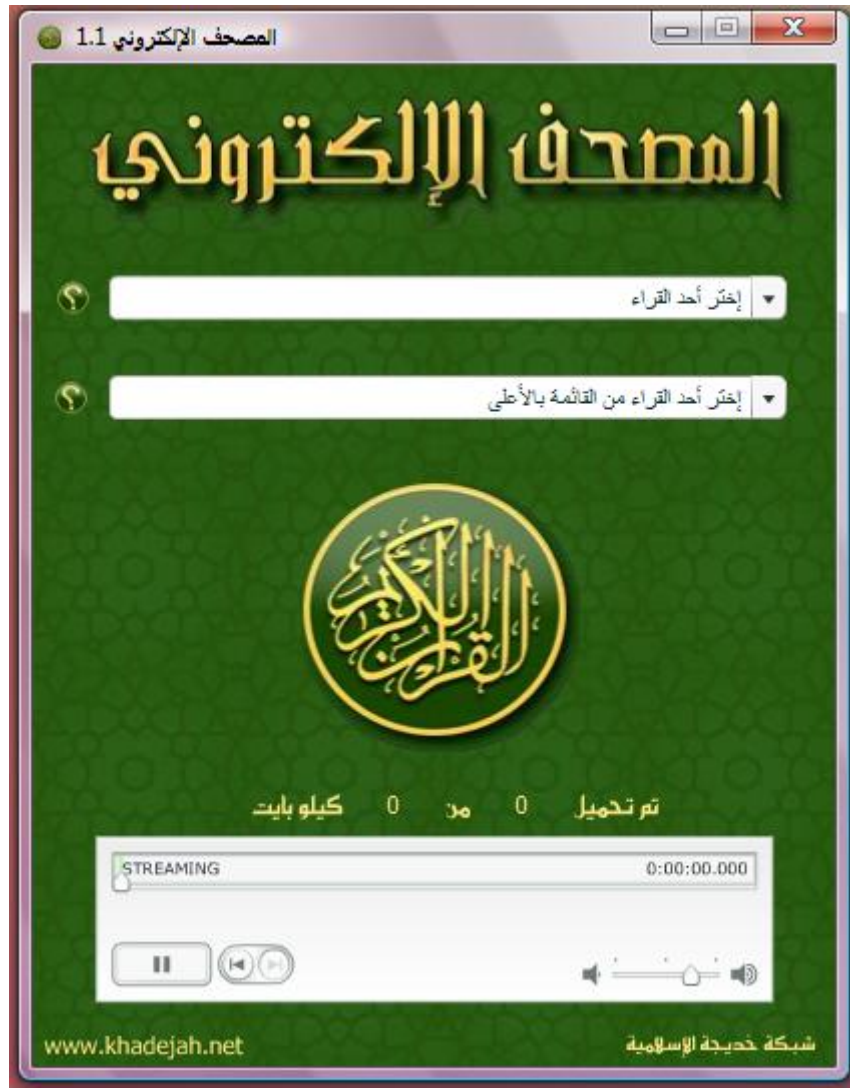 المصحف الإلكتروني 1.1
المصحف الإلكتروني
إختر أحد القراء
؟
إختر أحد القراء من القائمة بالأعلى
؟
القرآن الكريم
تم تحميل 0 من 0 كيلو بايت
STREAMING 0:00:00.000
www.khadejah.net شبكة خديجة الإسلامية